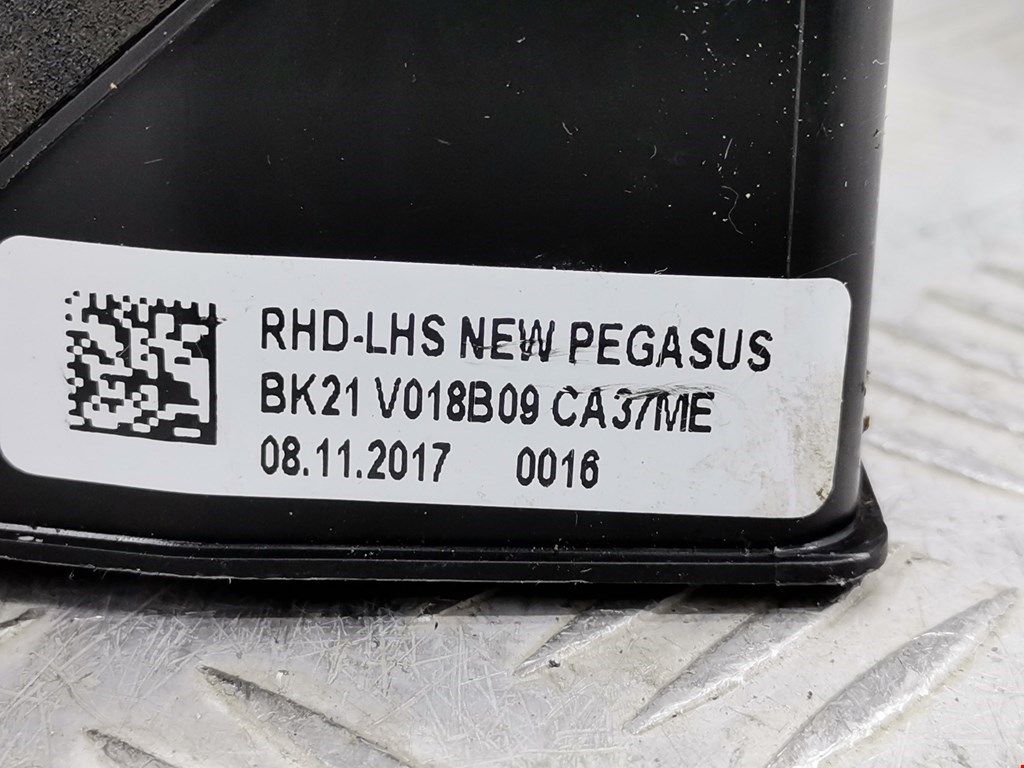 RHD-LHS NEW PEGASUS
BK21 V018B09 CA37ME
08.11.2017 0016